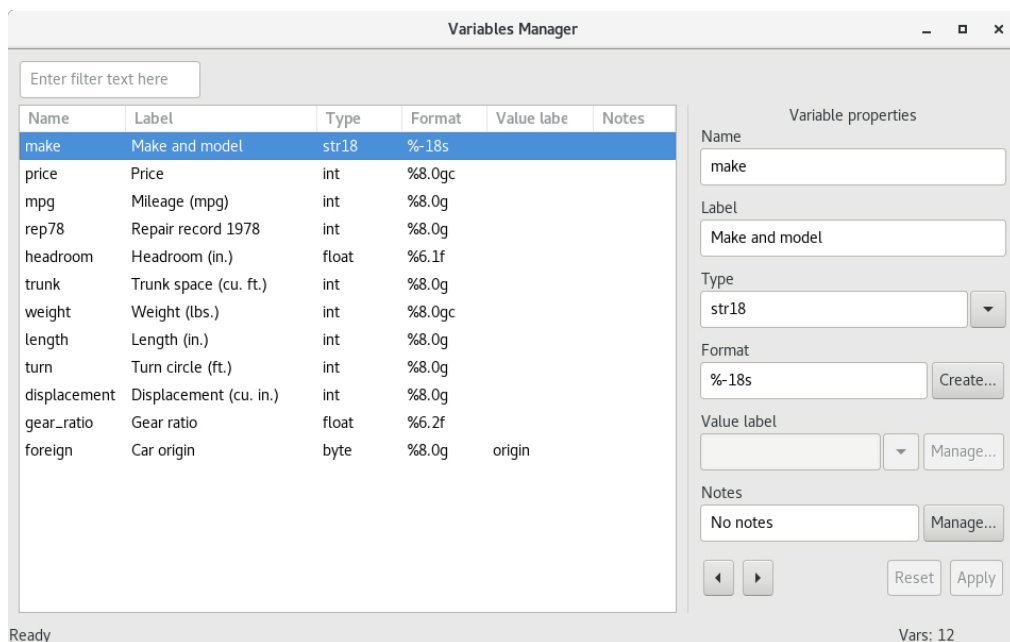 Variables Manager
Enter filter text here
Name Label Type Format Value labe Notes
make Make and model str18 %-18s
price Price int %8.0gc
mpg Mileage (mpg) int %8.0g
rep78 Repair record 1978 int %8.0g
headroom Headroom (in.) float %6.1f
trunk Trunk space (cu. ft.) int %8.0g
weight Weight (lbs.) int %8.0gc
length Length (in.) int %8.0g
turn Turn circle (ft.) int %8.0g
displacement Displacement (cu. in.) int %8.0g
gear_ratio Gear ratio float %6.2f
foreign Car origin byte %8.0g origin
Variable properties
Name
make
Label
Make and model
Type
str18
Format
%-18s Create...
Value label
Manage...
Notes
No notes Manage...
Reset Apply
Ready Vars: 12